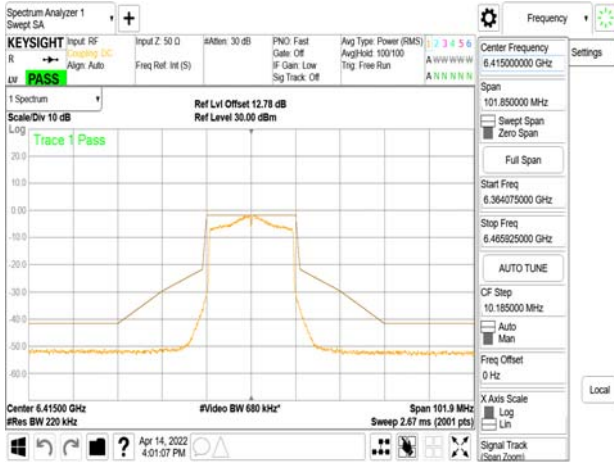 Spectrum Analyzer 1
Swept SA
Frequency
Settings
KEYSIGHT
R
LV PASS
Input: RF
Coupling: DC
Align: Auto
Input Z: 50 Ω
Freq Ref: Int (S)
#Atten: 30 dB
PNO: Fast
Gate: Off
IF Gain: Low
Sig Track: Off
Avg Type: Power (RMS)
Avg|Hold: 100/100
Trig: Free Run
1 2 3 4 5 6
A W W W W W
A N N N N N
1 Spectrum
Scale/Div 10 dB
Ref Lvl Offset 12.78 dB
Ref Level 30.00 dBm
Log
Trace 1 Pass
20.0
10.0
0.00
-10.0
-20.0
-30.0
-40.0
-50.0
-60.0
Center 6.41500 GHz
#Res BW 220 kHz
#Video BW 680 kHz*
Span 101.9 MHz
Sweep 2.67 ms (2001 pts)
Apr 14, 2022
4:01:07 PM
Center Frequency
6.415000000 GHz
Span
101.850000 MHz
Swept Span
Zero Span
Full Span
Start Freq
6.364075000 GHz
Stop Freq
6.465925000 GHz
AUTO TUNE
CF Step
10.185000 MHz
Auto
Man
Freq Offset
0 Hz
X Axis Scale
Log
Lin
Signal Track
(Span Zoom)
Local